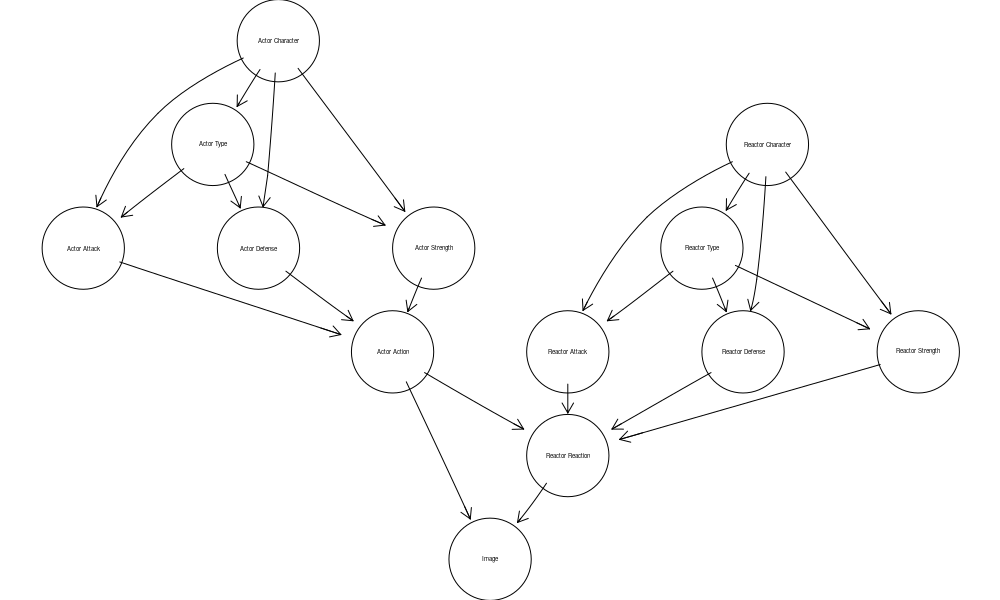 Actor Character
Actor Type
Reactor Character
Actor Attack
Actor Defense
Actor Strength
Reactor Type
Actor Action
Reactor Attack
Reactor Defense
Reactor Strength
Reactor Reaction
Image